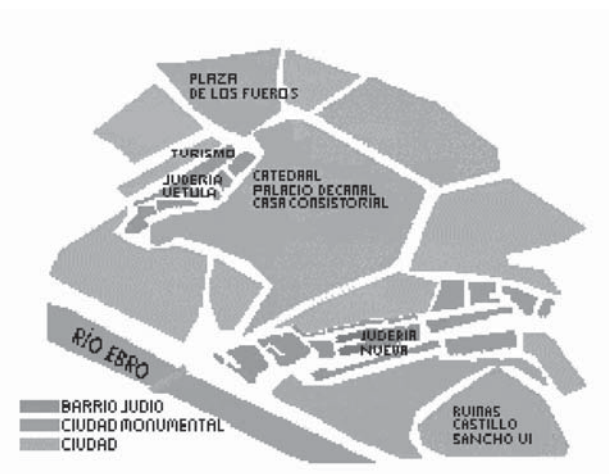 PLAZA
DE LOS FUEROS
TURISMO
JUDERIA
VETULA
CATEDRAL
PALACIO DECANAL
CASA CONSISTORIAL
JUDERIA
NUEVA
RÍO EBRO
BARRIO JUDIO
CIUDAD MONUMENTAL
CIUDAD
RUINAS
CASTILLO
SANCHO VI